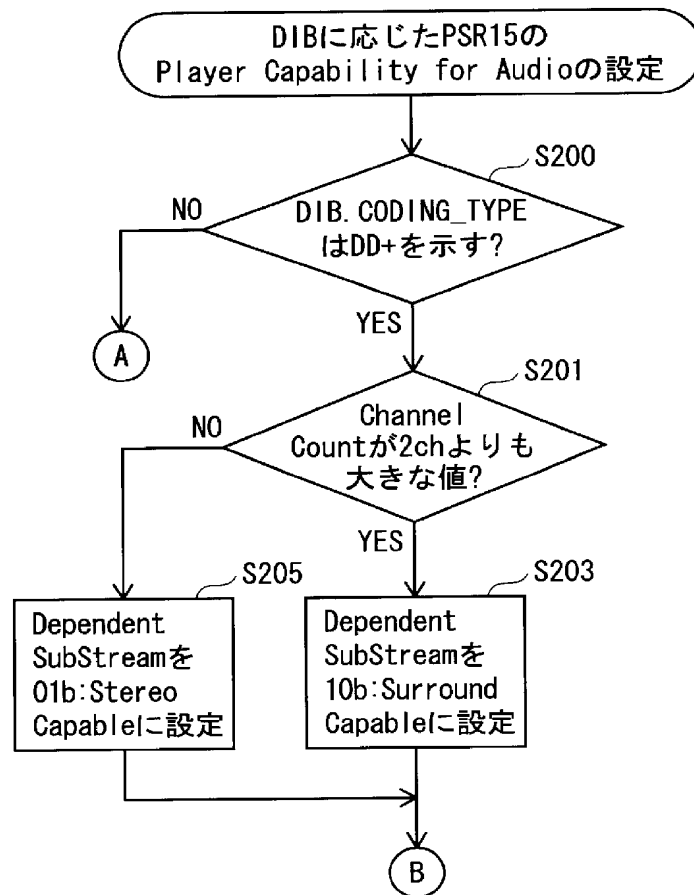 DIBに応じたPSR15の
Player Capability for Audioの設定
S200
NO
DIB.CODING_TYPE
はDD+を示す?
A
YES
S201
NO
Channel
Countが2chよりも
大きな値?
YES
S205
S203
Dependent
SubStreamを
01b:Stereo
Capableに設定
Dependent
SubStreamを
10b:Surround
Capableに設定
B